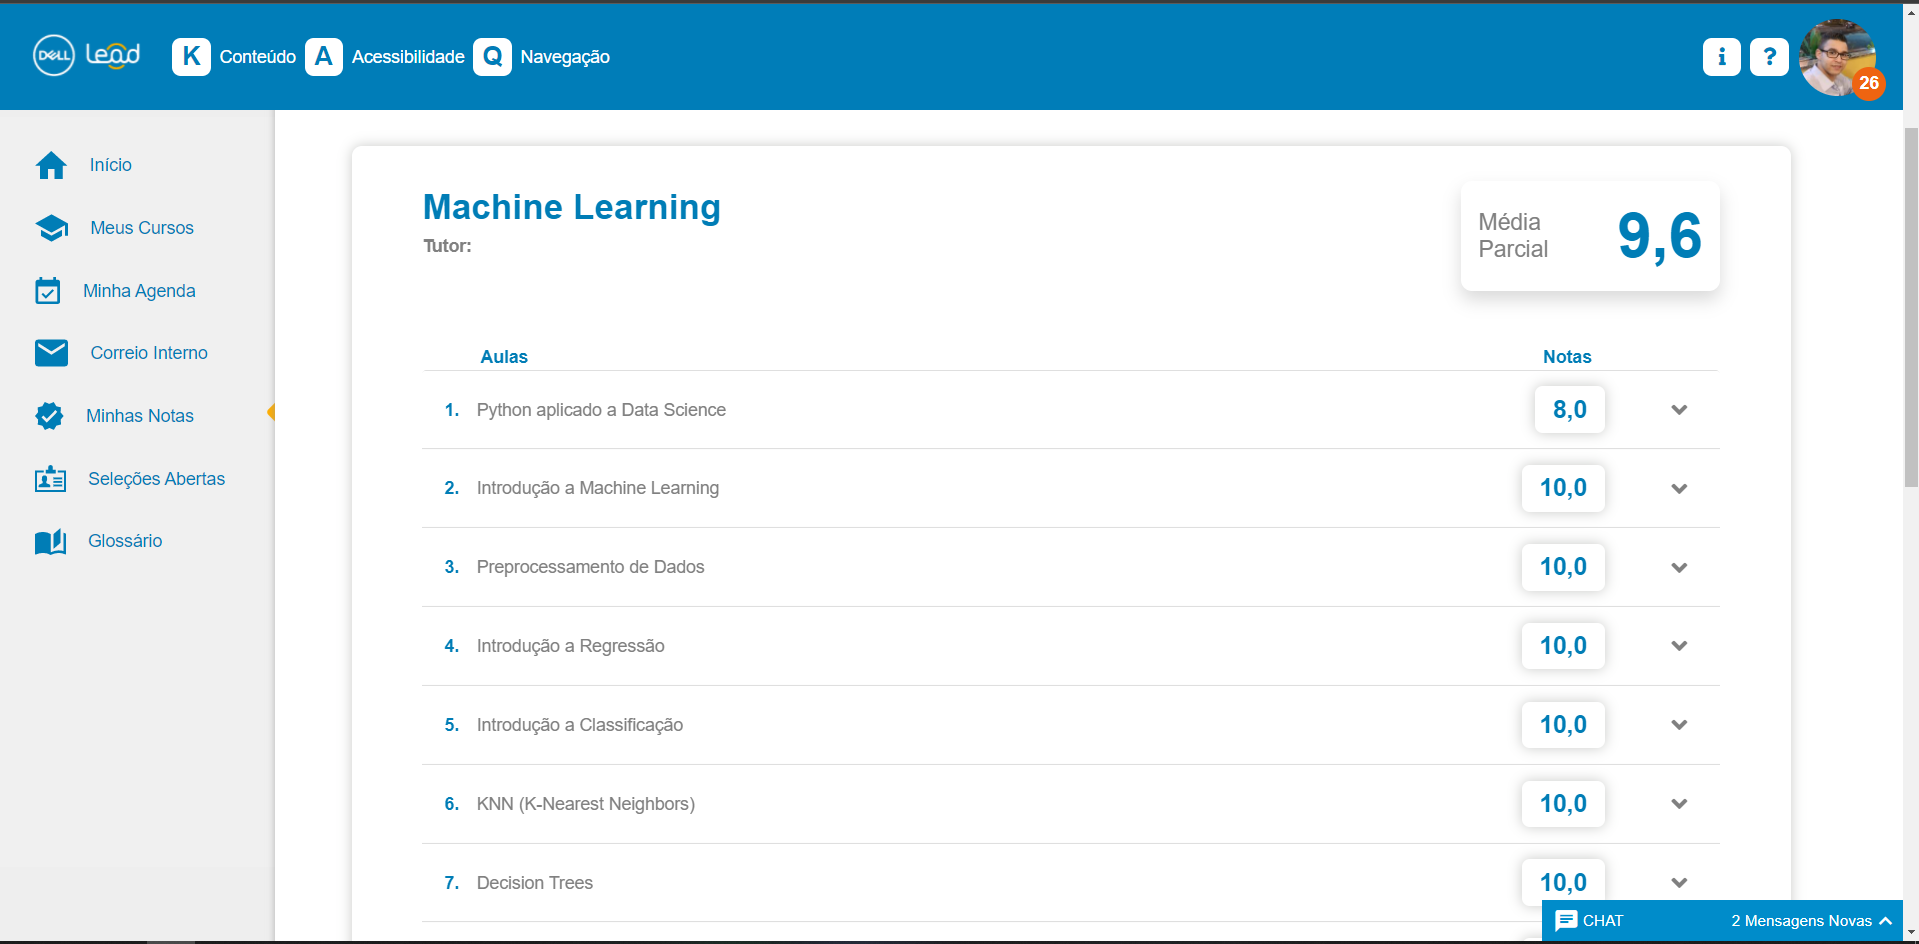 DELL Lead K Conteúdo A Acessibilidade Q Navegação i ? 26
Início
Meus Cursos
Minha Agenda
Correio Interno
Minhas Notas
Seleções Abertas
Glossário
Machine Learning
Tutor:
Média
Parcial
9,6
Aulas Notas
1. Python aplicado a Data Science 8,0
2. Introdução a Machine Learning 10,0
3. Preprocessamento de Dados 10,0
4. Introdução a Regressão 10,0
5. Introdução a Classificação 10,0
6. KNN (K-Nearest Neighbors) 10,0
7. Decision Trees 10,0
CHAT 2 Mensagens Novas